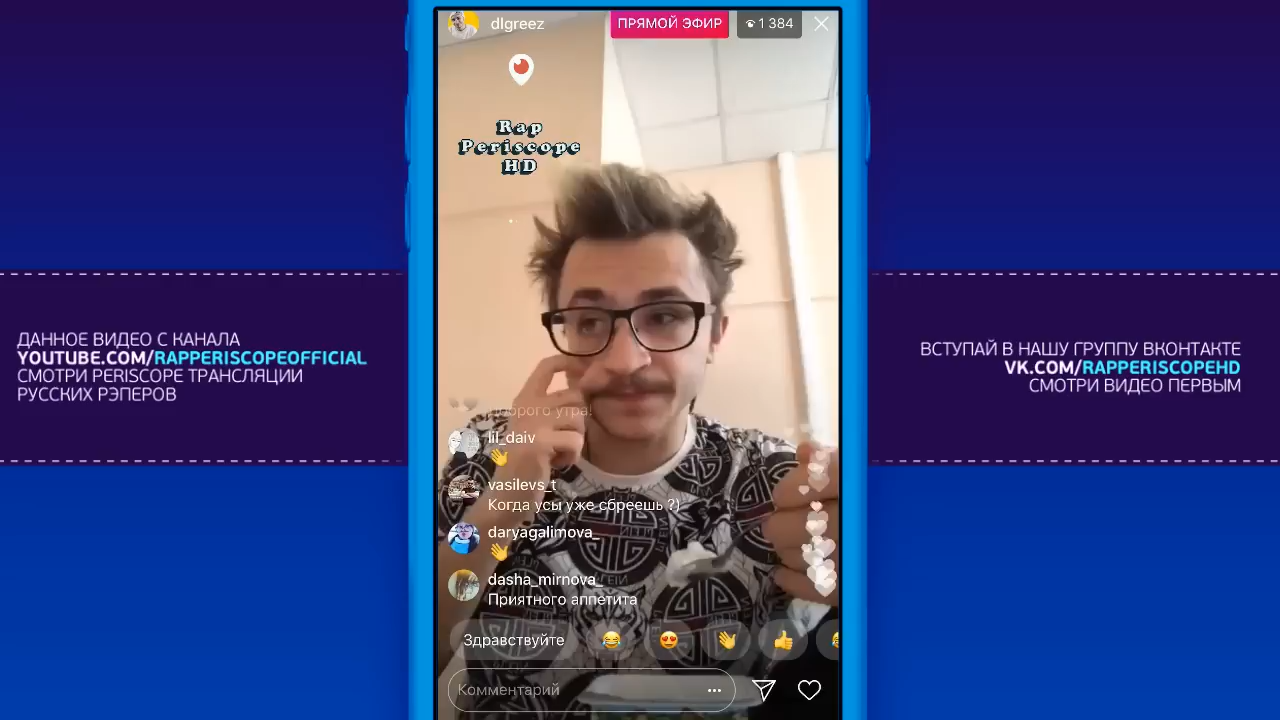 dlgreez
ПРЯМОЙ ЭФИР
1 384
Rap
Periscope
HD
ДАННОЕ ВИДЕО С КАНАЛА
YOUTUBE.COM/RAPPERISCOPEOFFICIAL
СМОТРИ PERISCOPE ТРАНСЛЯЦИИ
РУССКИХ РЭПЕРОВ
ВСТУПАЙ В НАШУ ГРУППУ ВКОНТАКТЕ
VK.COM/RAPPERISCOPEHD
СМОТРИ ВИДЕО ПЕРВЫМ
Доброго утра!
lil_daiv
👋
vasilevs_t
Когда усы уже сбреешь ?)
daryagalimova_
👋
dasha_mirnova_
Приятного аппетита
Здравствуйте 😂 😍 👋 👍
Комментарий